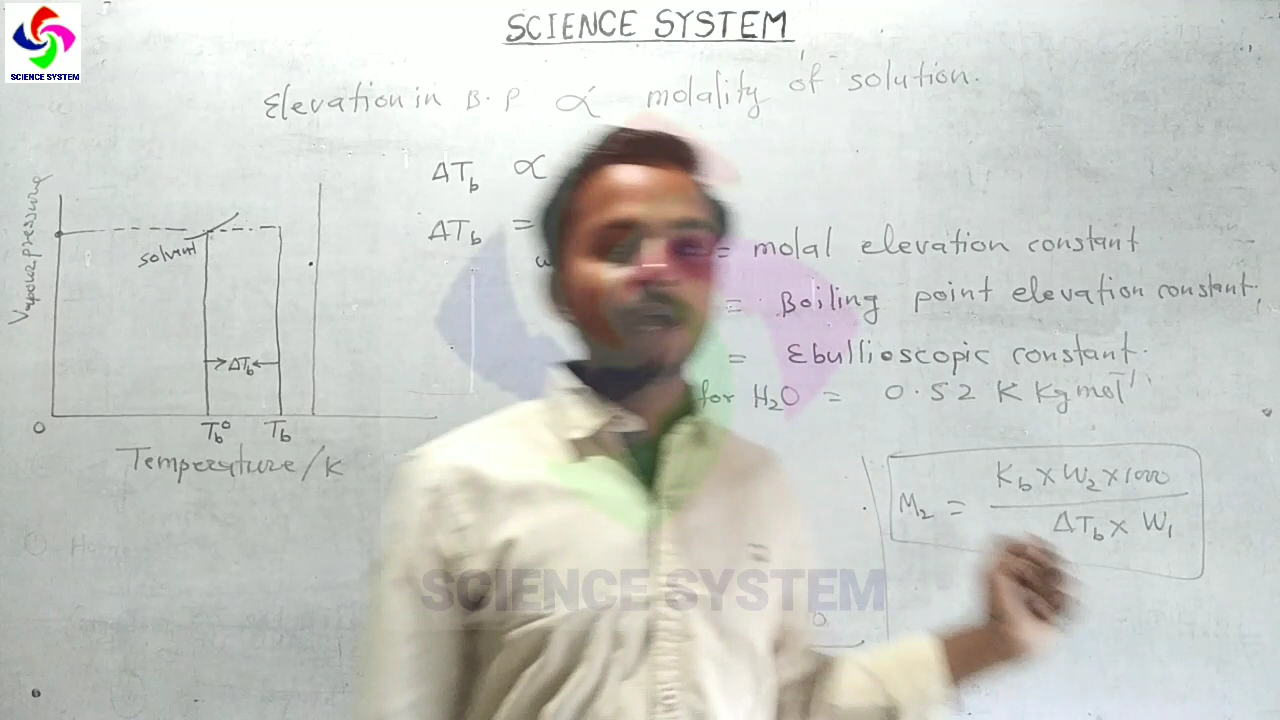 SCIENCE SYSTEM
SCIENCE SYSTEM
Elevation in B.P ∝ molality of solution.
ΔTb ∝
ΔTb =
= molal elevation constant
= Boiling point elevation constant,
= Ebullioscopic constant.
for H2O = 0.52 K Kg mol⁻¹
Vapour pressure
solvent
→ΔTb←
0
Tb⁰ Tb
Temperature/K
M2 = Kb x W2 x 1000
ΔTb x W1
SCIENCE SYSTEM